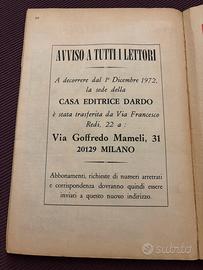 AVVISO A TUTTI I LETTORI
A decorrere dal 1° Dicembre 1972,
la sede della
CASA EDITRICE DARDO
è stata trasferita da Via Francesco
Redi, 22 a :
Via Goffredo Mameli, 31
20129 MILANO
Abbonamenti, richieste di numeri arretrati
e corrispondenza dovranno quindi essere
inviati a questo nuovo indirizzo.
subito